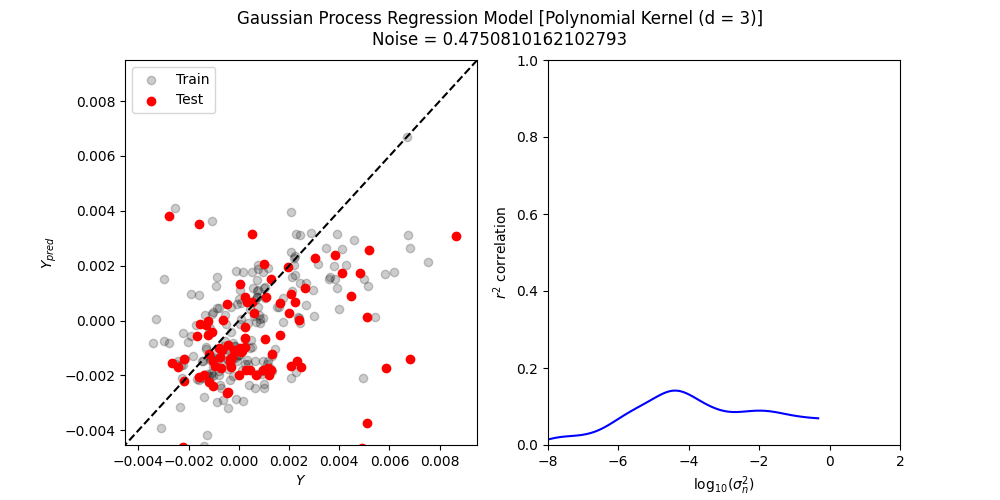 Gaussian Process Regression Model [Polynomial Kernel (d = 3)]
Noise = 0.4750810162102793
Train
Test
0.008
0.006
0.004
0.002
0.000
−0.002
−0.004
Y_pred
−0.004 −0.002 0.000 0.002 0.004 0.006 0.008
Y
1.0
0.8
0.6
0.4
0.2
0.0
r² correlation
−8 −6 −4 −2 0 2
log₁₀(σₙ²)